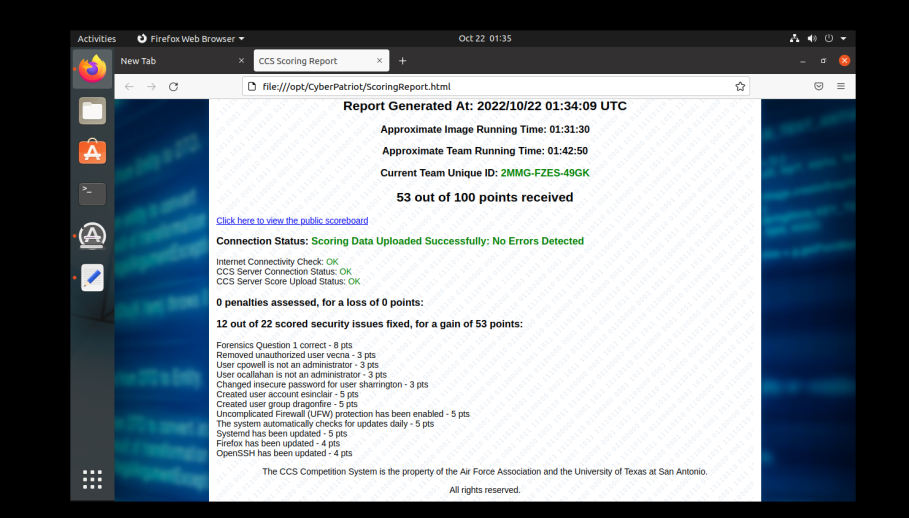 Activities
Firefox Web Browser
Oct 22 01:35
New Tab
CCS Scoring Report
file:///opt/CyberPatriot/ScoringReport.html
Report Generated At: 2022/10/22 01:34:09 UTC
Approximate Image Running Time: 01:31:30
Approximate Team Running Time: 01:42:50
Current Team Unique ID: 2MMG-FZES-49GK
53 out of 100 points received
Click here to view the public scoreboard
Connection Status: Scoring Data Uploaded Successfully: No Errors Detected
Internet Connectivity Check: OK
CCS Server Connection Status: OK
CCS Server Score Upload Status: OK
0 penalties assessed, for a loss of 0 points:
12 out of 22 scored security issues fixed, for a gain of 53 points:
Forensics Question 1 correct - 8 pts
Removed unauthorized user vecna - 3 pts
User cpowell is not an administrator - 3 pts
User ocallahan is not an administrator - 3 pts
Changed insecure password for user sharrington - 3 pts
Created user account esinclair - 5 pts
Created user group dragonfire - 5 pts
Uncomplicated Firewall (UFW) protection has been enabled - 5 pts
The system automatically checks for updates daily - 5 pts
Systemd has been updated - 5 pts
Firefox has been updated - 4 pts
OpenSSH has been updated - 4 pts
The CCS Competition System is the property of the Air Force Association and the University of Texas at San Antonio.
All rights reserved.